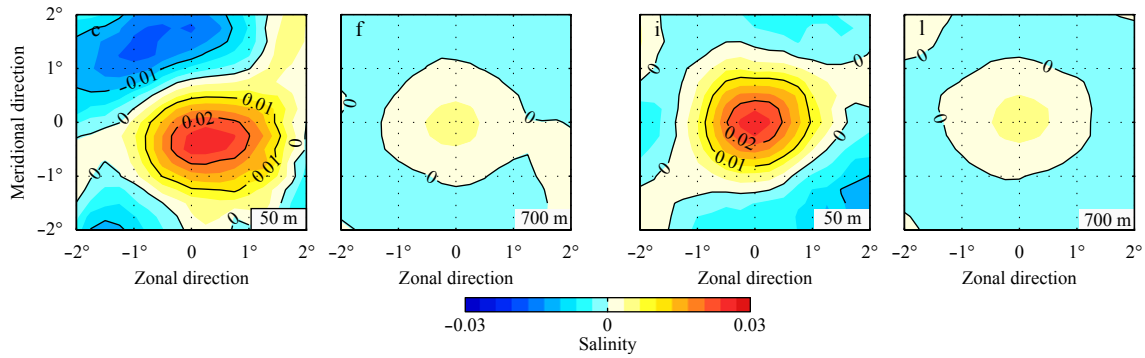 c f i l
2° 1° 0 −1° −2°
Meridional direction
-0.01 0.01 0.02 0.01 0 0 0 50 m
0 0 0 700 m
0 0 0.02 0.01 0 0 50 m
0 0 0 700 m
−2° −1° 0 1° 2° −2° −1° 0 1° 2° −2° −1° 0 1° 2° −2° −1° 0 1° 2°
Zonal direction Zonal direction Zonal direction Zonal direction
−0.03 0 0.03
Salinity